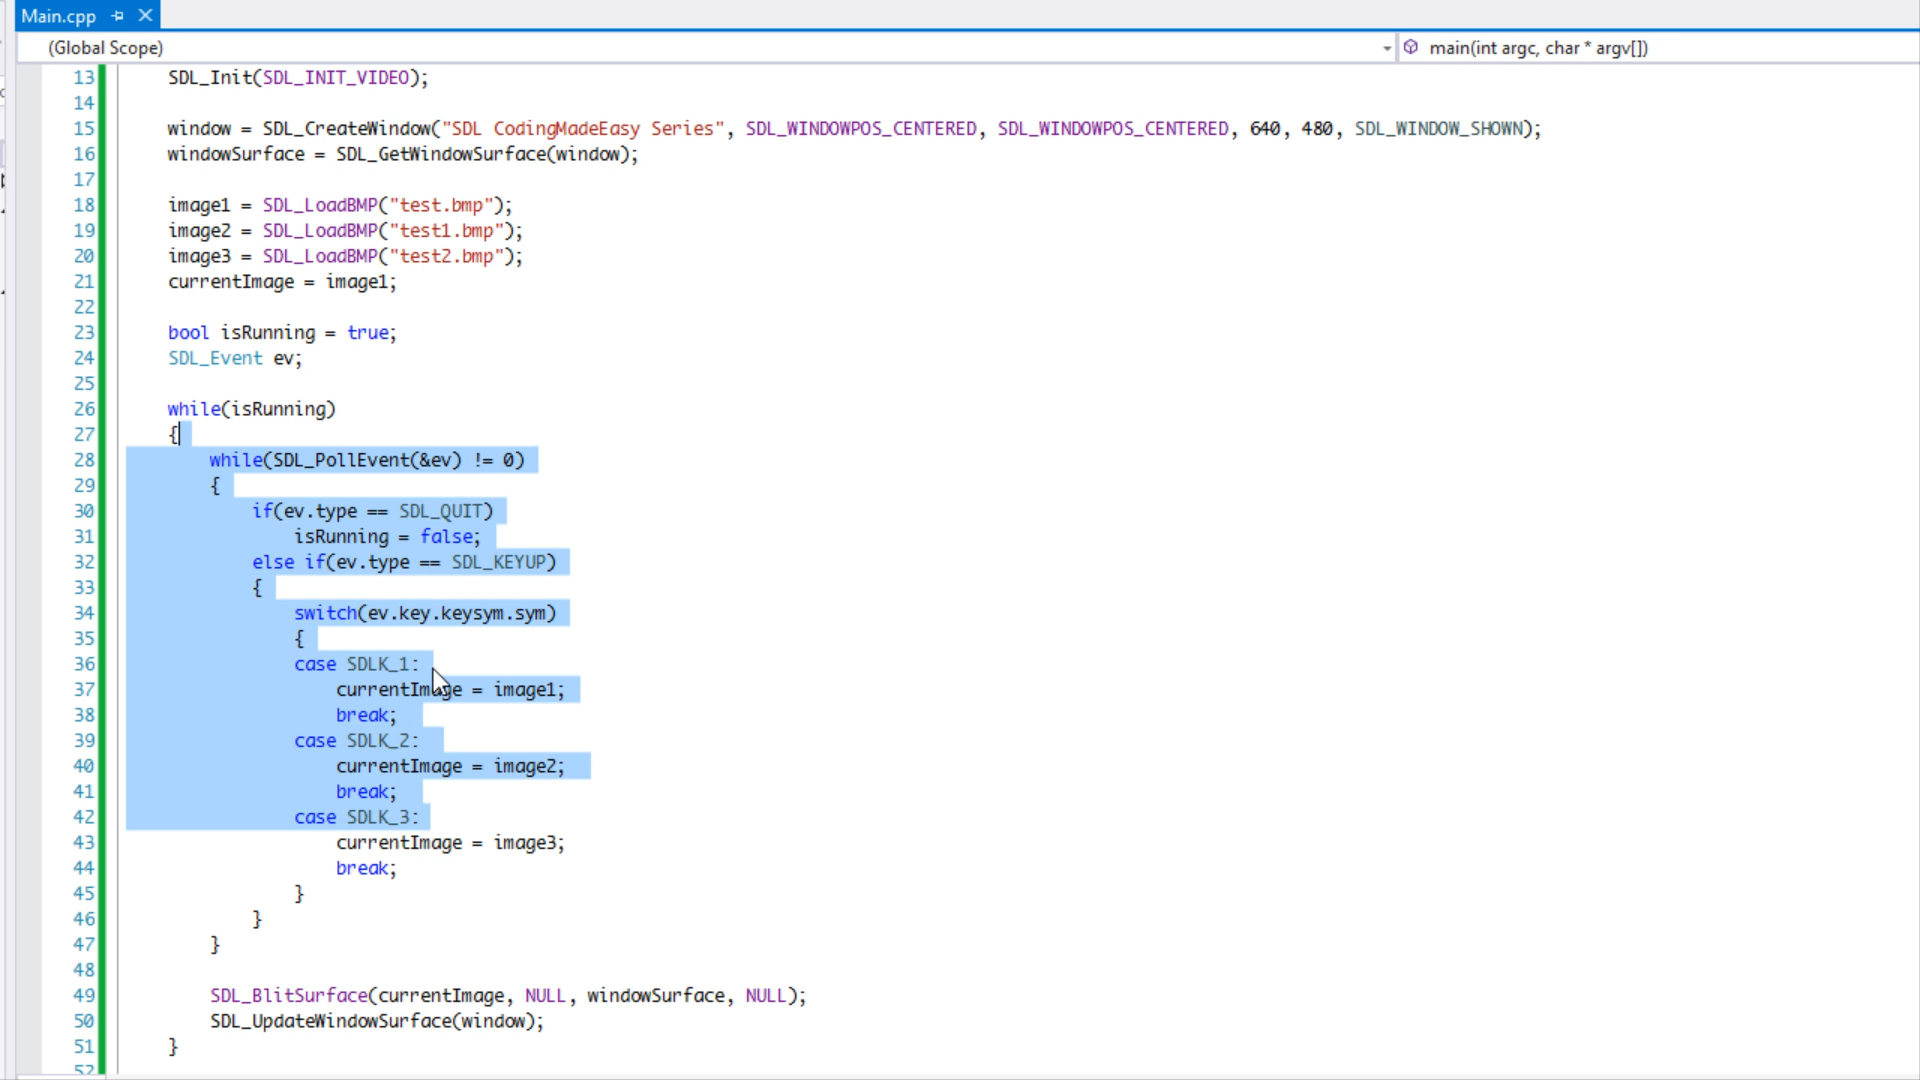 Main.cpp
(Global Scope)
main(int argc, char * argv[])
13 SDL_Init(SDL_INIT_VIDEO);
14
15 window = SDL_CreateWindow("SDL CodingMadeEasy Series", SDL_WINDOWPOS_CENTERED, SDL_WINDOWPOS_CENTERED, 640, 480, SDL_WINDOW_SHOWN);
16 windowSurface = SDL_GetWindowSurface(window);
17
18 image1 = SDL_LoadBMP("test.bmp");
19 image2 = SDL_LoadBMP("test1.bmp");
20 image3 = SDL_LoadBMP("test2.bmp");
21 currentImage = image1;
22
23 bool isRunning = true;
24 SDL_Event ev;
25
26 while(isRunning)
27 {
28 while(SDL_PollEvent(&ev) != 0)
29 {
30 if(ev.type == SDL_QUIT)
31 isRunning = false;
32 else if(ev.type == SDL_KEYUP)
33 {
34 switch(ev.key.keysym.sym)
35 {
36 case SDLK_1:
37 currentImage = image1;
38 break;
39 case SDLK_2:
40 currentImage = image2;
41 break;
42 case SDLK_3:
43 currentImage = image3;
44 break;
45 }
46 }
47 }
48
49 SDL_BlitSurface(currentImage, NULL, windowSurface, NULL);
50 SDL_UpdateWindowSurface(window);
51 }
52